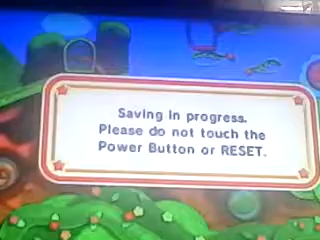 Saving in progress.
Please do not touch the
Power Button or RESET.